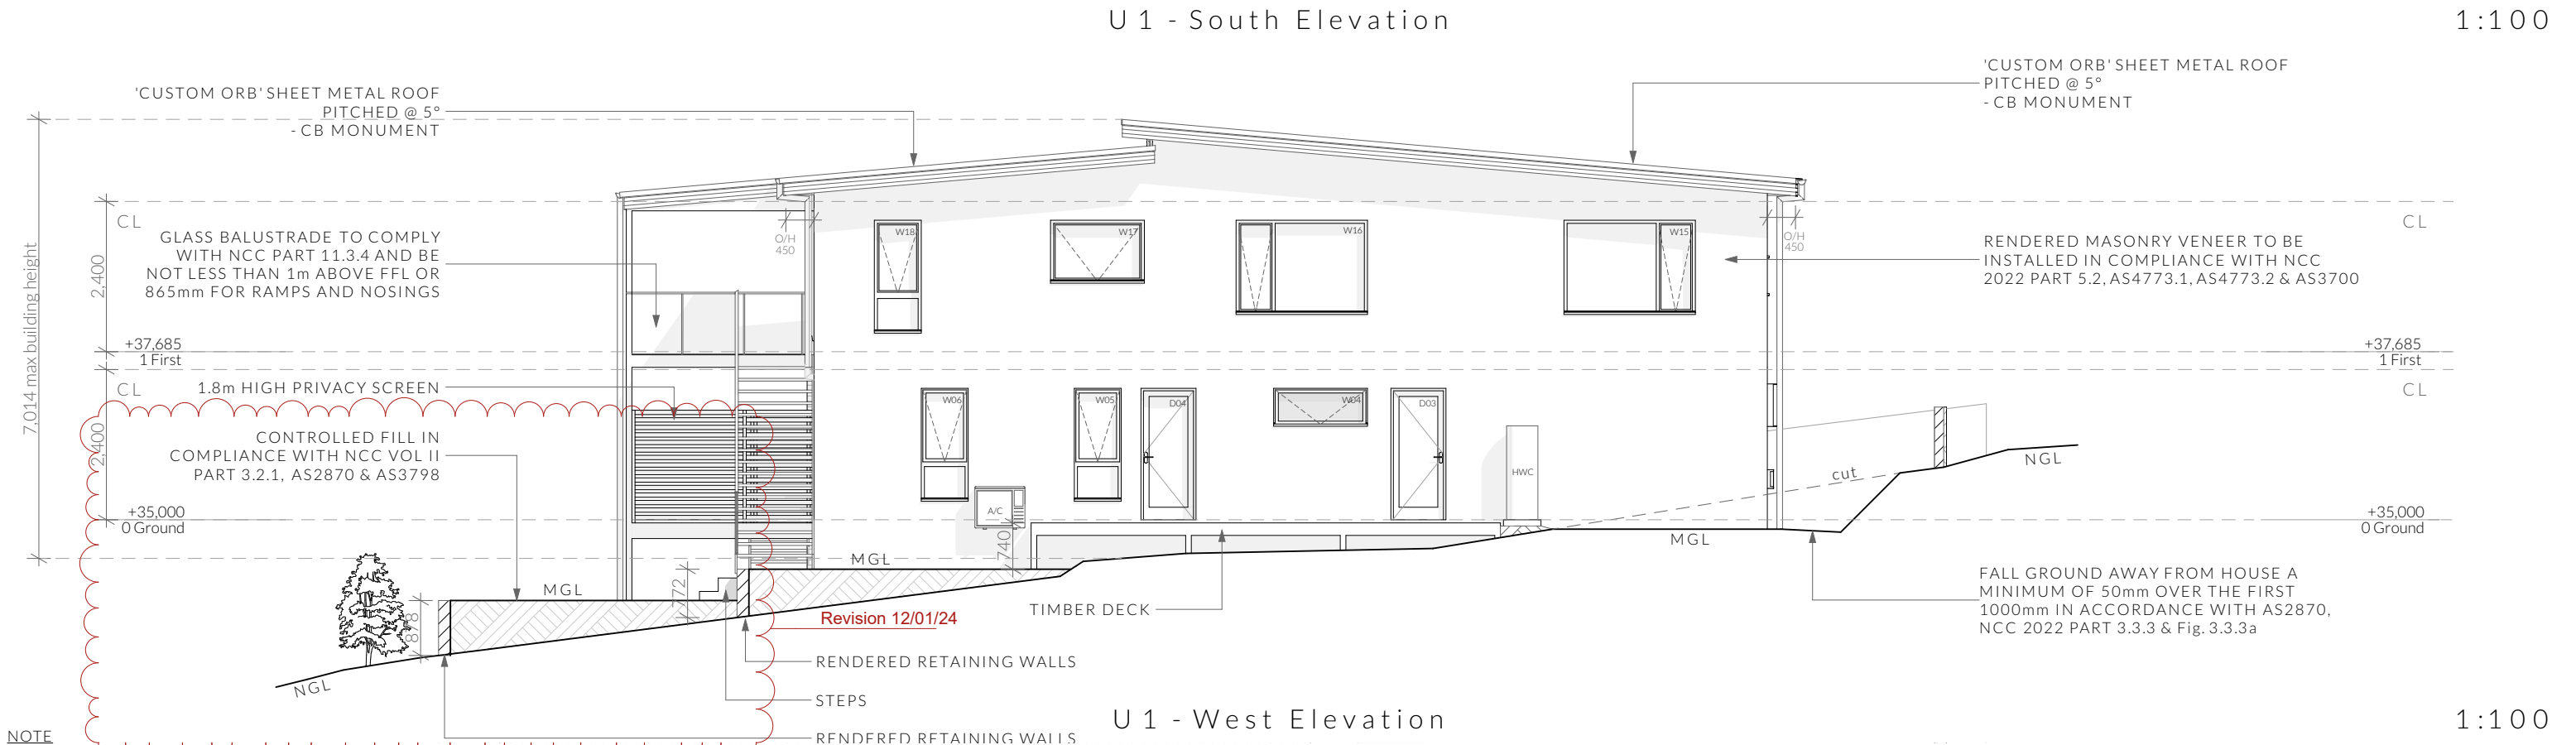 U 1 - South Elevation
1:100
'CUSTOM ORB' SHEET METAL ROOF
PITCHED @ 5°
- CB MONUMENT
'CUSTOM ORB' SHEET METAL ROOF
PITCHED @ 5°
- CB MONUMENT
7,014 max building height
2,400
CL
GLASS BALUSTRADE TO COMPLY
WITH NCC PART 11.3.4 AND BE
NOT LESS THAN 1m ABOVE FFL OR
865mm FOR RAMPS AND NOSINGS
O/H
450
W18
W17
W16
W15
O/H
450
CL
RENDERED MASONRY VENEER TO BE
INSTALLED IN COMPLIANCE WITH NCC
2022 PART 5.2, AS4773.1, AS4773.2 & AS3700
+37,685
1 First
+37,685
1 First
CL
1.8m HIGH PRIVACY SCREEN
CL
2,400
CONTROLLED FILL IN
COMPLIANCE WITH NCC VOL II
PART 3.2.1, AS2870 & AS3798
W06
W05
D04
W04
D03
HWC
A/C
cut
NGL
+35,000
0 Ground
+35,000
0 Ground
740
MGL
MGL
MGL
772
878
NGL
Revision 12/01/24
TIMBER DECK
FALL GROUND AWAY FROM HOUSE A
MINIMUM OF 50mm OVER THE FIRST
1000mm IN ACCORDANCE WITH AS2870,
NCC 2022 PART 3.3.3 & Fig. 3.3.3a
RENDERED RETAINING WALLS
STEPS
RENDERED RETAINING WALLS
U 1 - West Elevation
1:100
NOTE